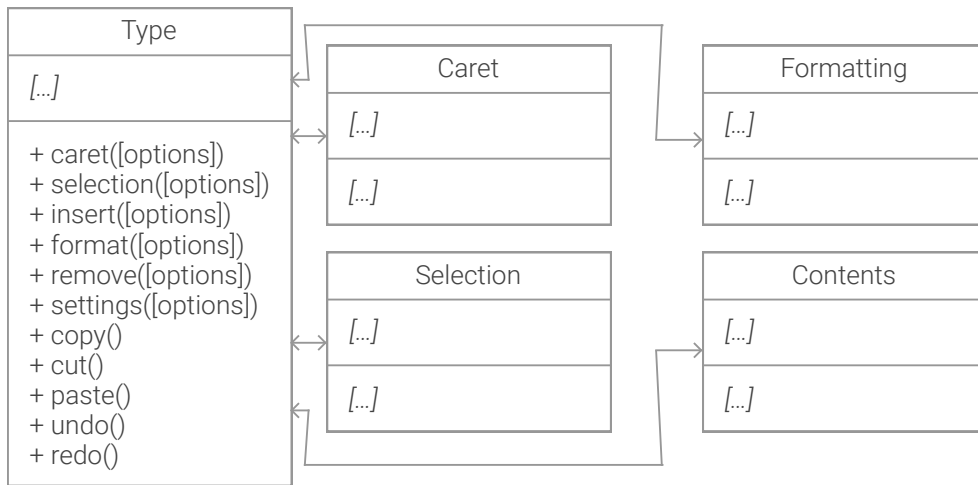 Type
[...]
+ caret([options])
+ selection([options])
+ insert([options])
+ format([options])
+ remove([options])
+ settings([options])
+ copy()
+ cut()
+ paste()
+ undo()
+ redo()
Caret
[...]
[...]
Formatting
[...]
[...]
Selection
[...]
[...]
Contents
[...]
[...]